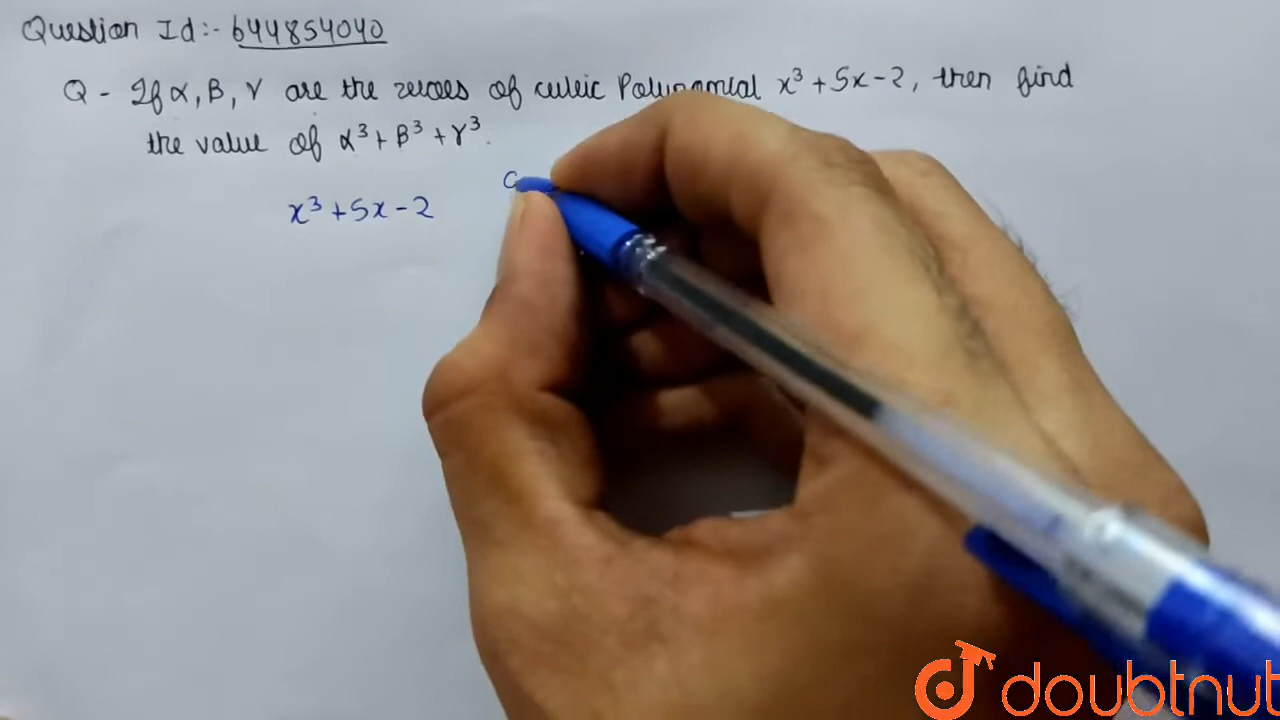 Question Id:- 644854040
Q - If α, β, γ are the zeroes of cubic Polynomial x³ + 5x - 2, then find
the value of α³ + β³ + γ³.
x³ + 5x - 2
doubtnut